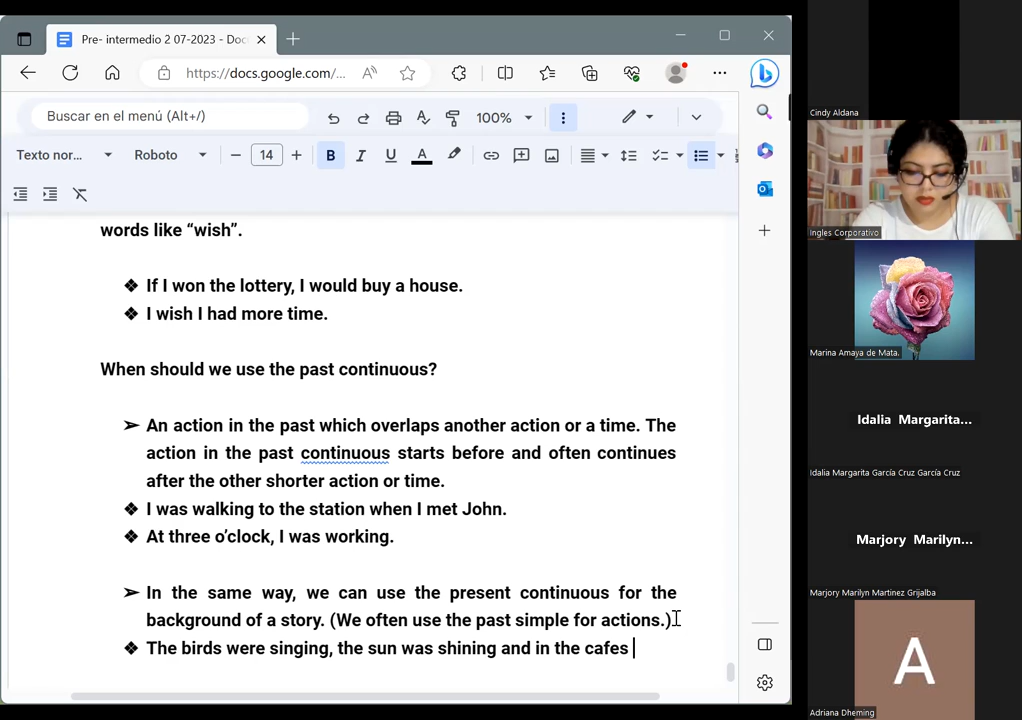 Pre- intermedio 2 07-2023 - Doc
https://docs.google.com/...
Buscar en el menú (Alt+/)
100%
Texto nor...
Roboto
14
B
I
U
A
words like “wish”.
❖ If I won the lottery, I would buy a house.
❖ I wish I had more time.
When should we use the past continuous?
➢ An action in the past which overlaps another action or a time. The
action in the past continuous starts before and often continues
after the other shorter action or time.
❖ I was walking to the station when I met John.
❖ At three o’clock, I was working.
➢ In the same way, we can use the present continuous for the
background of a story. (We often use the past simple for actions.)
❖ The birds were singing, the sun was shining and in the cafes
Cindy Aldana
Ingles Corporativo
Marina Amaya de Mata.
Idalia Margarita...
Idalia Margarita García Cruz García Cruz
Marjory Marilyn...
Marjory Marilyn Martinez Grijalba
A
Adriana Dheming